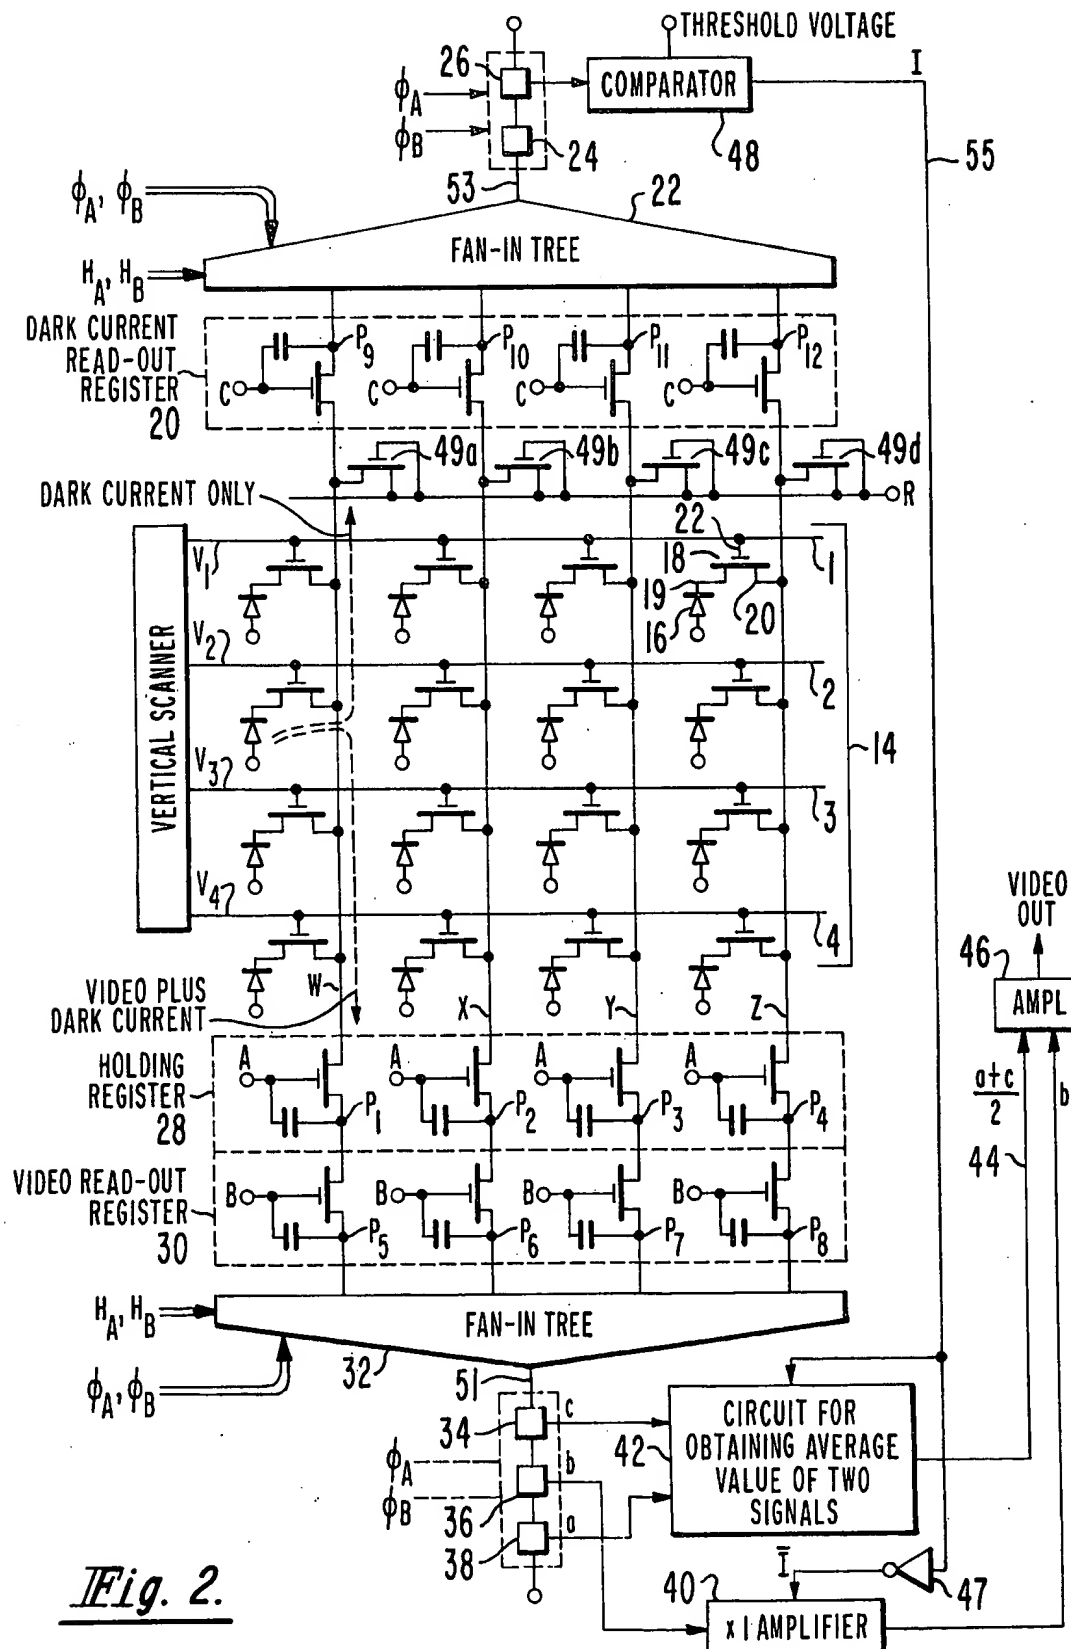 THRESHOLD VOLTAGE
I
26
COMPARATOR
ϕA
ϕB
24
48
55
53
22
ϕA, ϕB
FAN-IN TREE
HA, HB
DARK CURRENT
READ-OUT
REGISTER
20
P9
P10
P11
P12
C
C
C
C
49a
49b
49c
49d
DARK CURRENT ONLY
R
V1
22
18
1
19
20
16
V2
2
VERTICAL SCANNER
14
V3
3
V4
4
VIDEO
OUT
46
AMPL
VIDEO PLUS
DARK CURRENT
W
X
Y
Z
HOLDING
REGISTER
28
A
A
A
A
P1
P2
P3
P4
a+c
2
b
44
VIDEO READ-OUT
REGISTER
30
B
B
B
B
P5
P6
P7
P8
HA, HB
FAN-IN TREE
32
ϕA, ϕB
51
34
c
CIRCUIT FOR
OBTAINING AVERAGE
VALUE OF TWO
SIGNALS
42
ϕA
ϕB
b
36
a
38
I̅
47
40
x I AMPLIFIER
Fig. 2.